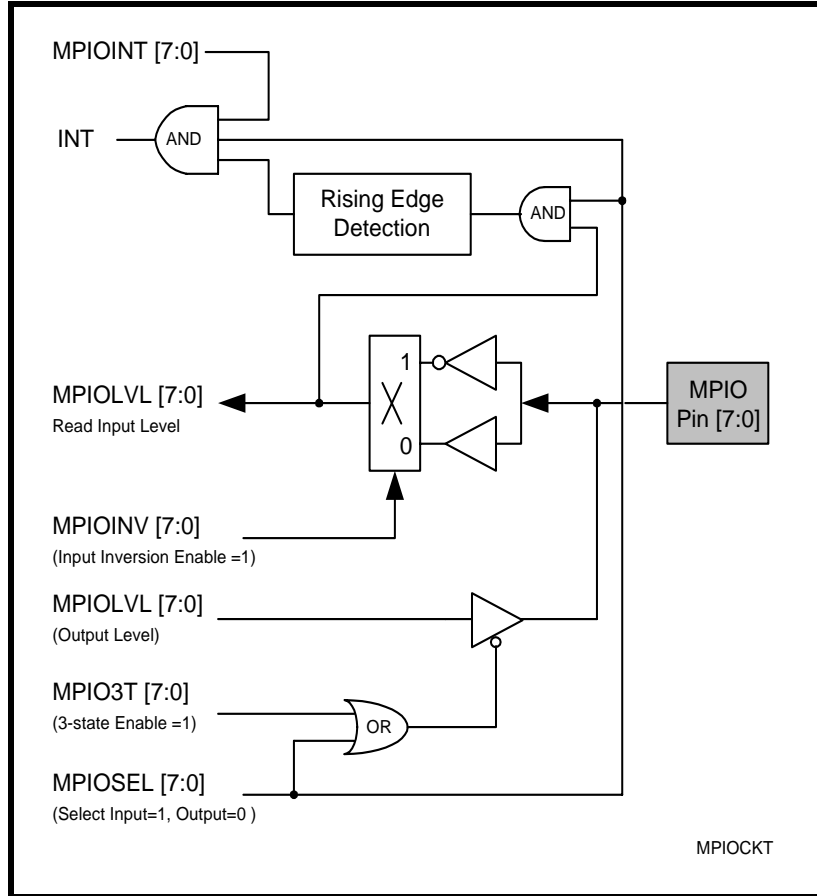 MPIOINT [7:0]
INT
AND
Rising Edge
Detection
AND
MPIOLVL [7:0]
Read Input Level
1
0
MPIO
Pin [7:0]
MPIOINV [7:0]
(Input Inversion Enable =1)
MPIOLVL [7:0]
(Output Level)
MPIO3T [7:0]
(3-state Enable =1)
OR
MPIOSEL [7:0]
(Select Input=1, Output=0 )
MPIOCKT